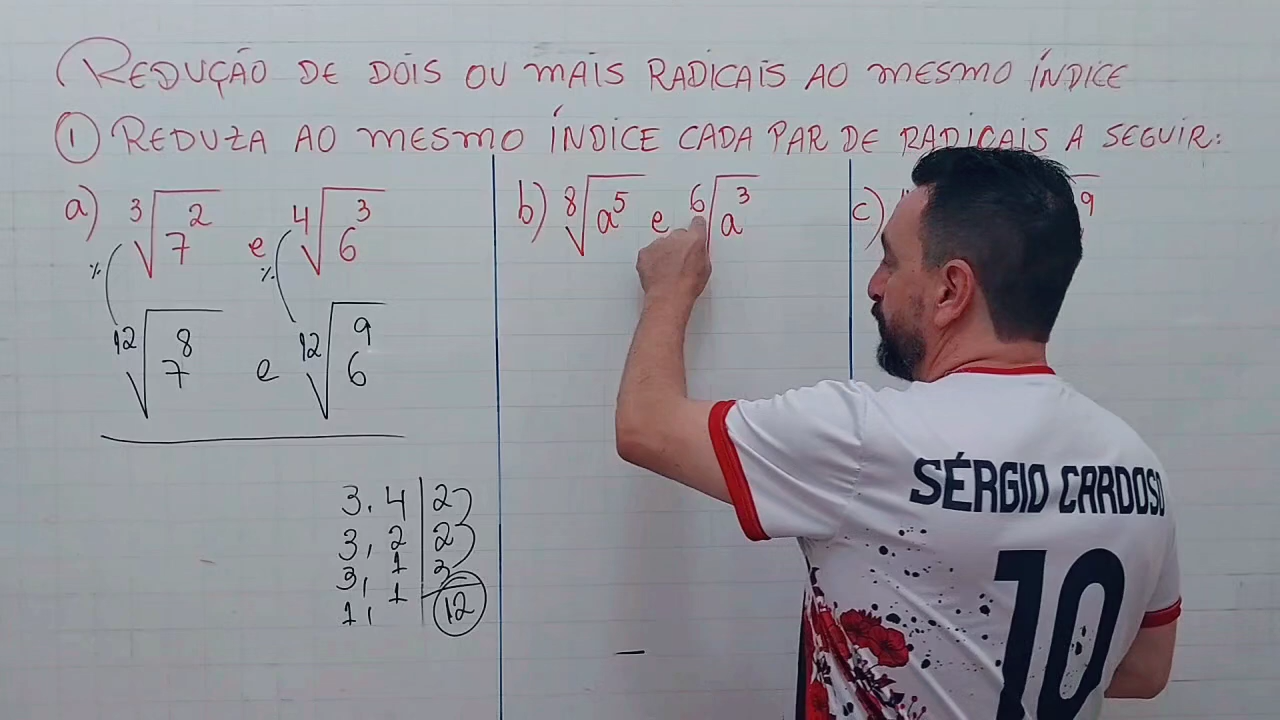 REDUÇÃO DE DOIS OU MAIS RADICAIS AO MESMO ÍNDICE
① REDUZA AO MESMO ÍNDICE CADA PAR DE RADICAIS A SEGUIR:
a) ³√7² e ⁴√6³
b) ⁸√a⁵ e ⁶√a³
c) 9
% %
¹²√7⁸ e ¹²√6⁹
3, 4 | 2
3, 2 | 2
3, 1 | 3
1, 1 | 12
SÉRGIO CARDOSO
10